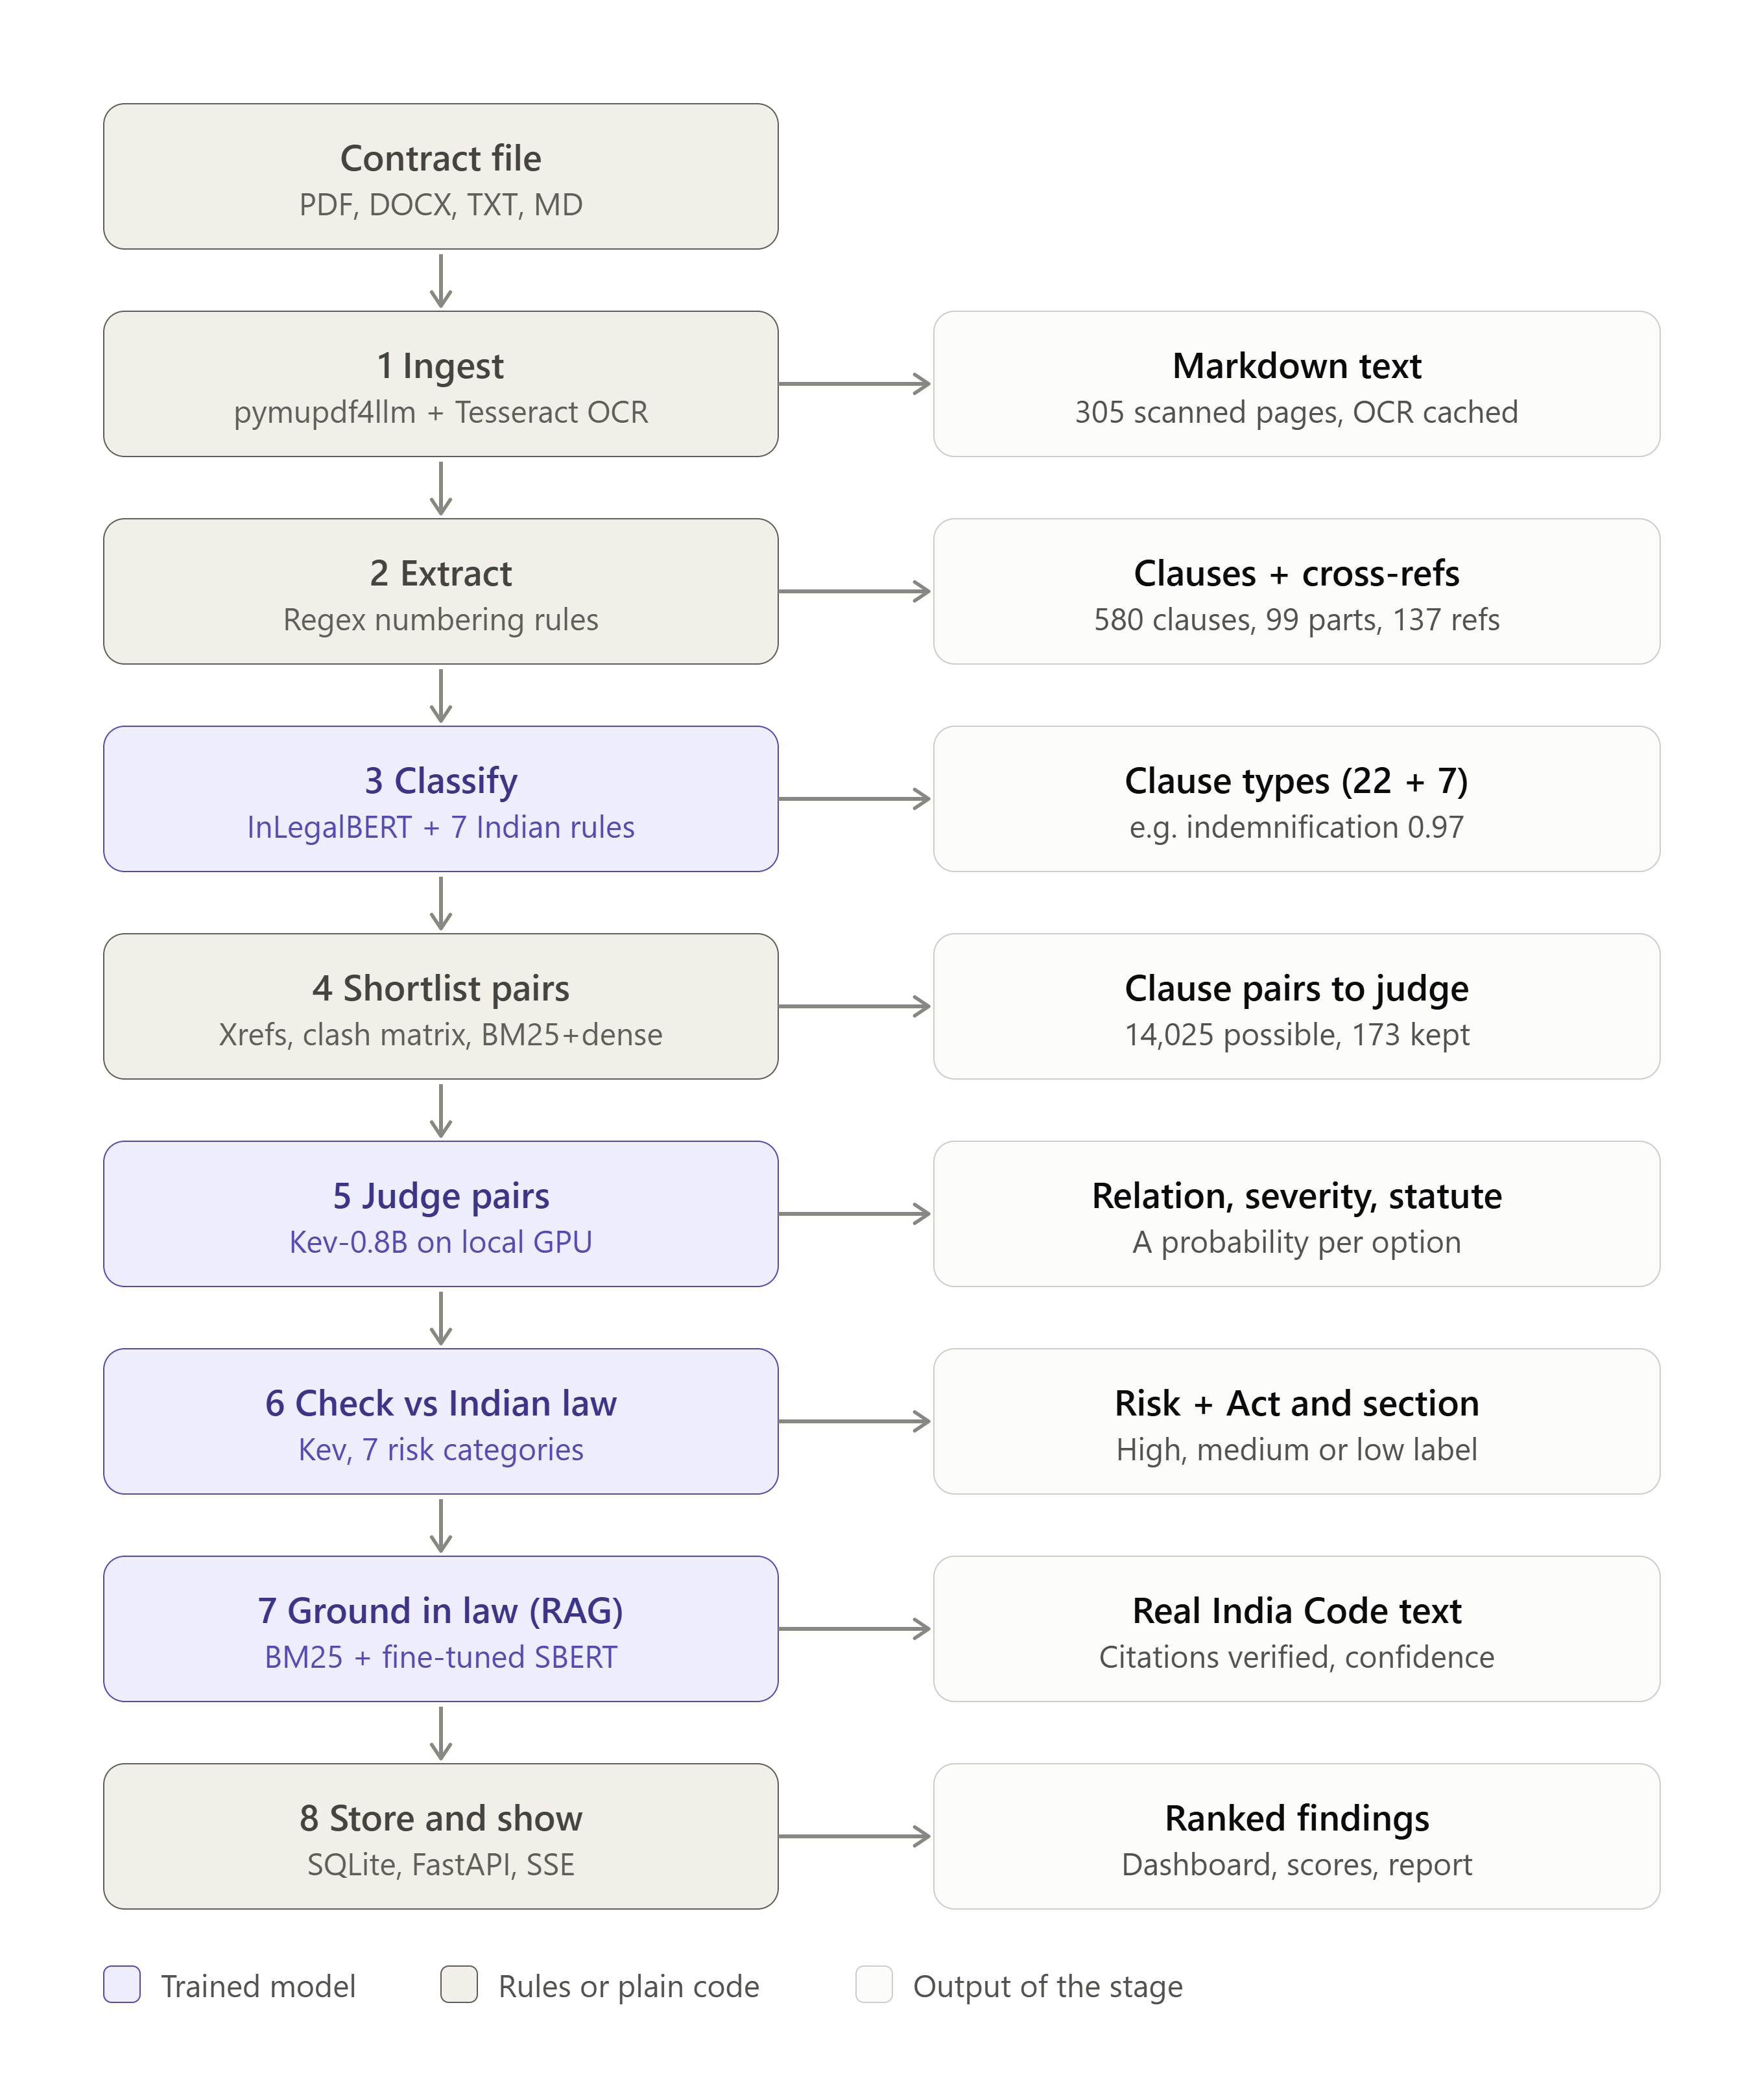 Contract file
PDF, DOCX, TXT, MD
1 Ingest
pymupdf4llm + Tesseract OCR
Markdown text
305 scanned pages, OCR cached
2 Extract
Regex numbering rules
Clauses + cross-refs
580 clauses, 99 parts, 137 refs
3 Classify
InLegalBERT + 7 Indian rules
Clause types (22 + 7)
e.g. indemnification 0.97
4 Shortlist pairs
Xrefs, clash matrix, BM25+dense
Clause pairs to judge
14,025 possible, 173 kept
5 Judge pairs
Kev-0.8B on local GPU
Relation, severity, statute
A probability per option
6 Check vs Indian law
Kev, 7 risk categories
Risk + Act and section
High, medium or low label
7 Ground in law (RAG)
BM25 + fine-tuned SBERT
Real India Code text
Citations verified, confidence
8 Store and show
SQLite, FastAPI, SSE
Ranked findings
Dashboard, scores, report
Trained model
Rules or plain code
Output of the stage